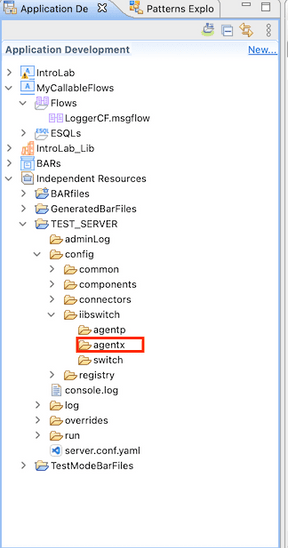 Application De
Patterns Explo
Application Development
New...
IntroLab
MyCallableFlows
Flows
LoggerCF.msgflow
ESQLs
IntroLab_Lib
BARs
Independent Resources
BARfiles
GeneratedBarFiles
TEST_SERVER
adminLog
config
common
components
connectors
iibswitch
agentp
agentx
switch
registry
console.log
log
overrides
run
server.conf.yaml
TestModeBarFiles